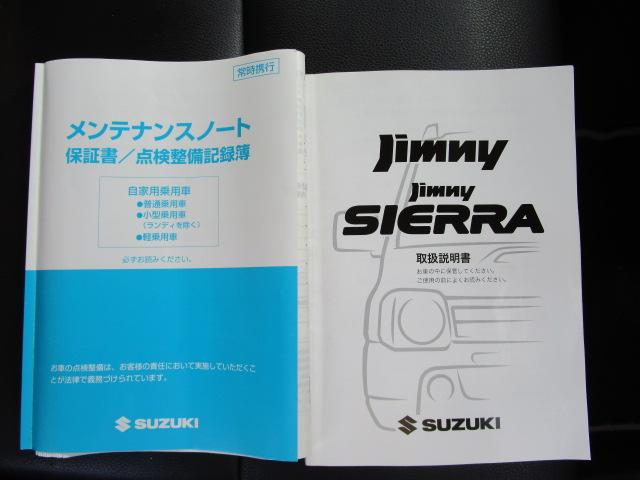 常時携行
メンテナンスノート
保証書/点検整備記録簿
自家用乗用車
●普通乗用車
●小型乗用車
(ランディを除く)
●軽乗用車
必ずお読みください。
お車の点検整備は、お客様の責任において実施していただくこ
とが法律で義務づけられています。
SUZUKI
Jimny
Jimny
SIERRA
取扱説明書
お車の中に保管してください。
ご使用の前によくお読みください。
SUZUKI